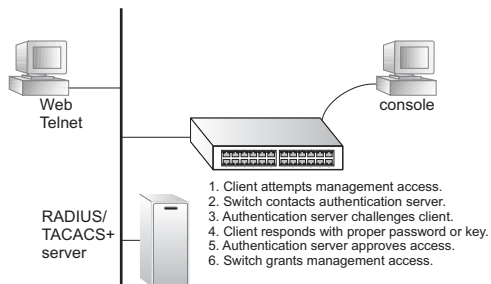 Web
Telnet
console
RADIUS/
TACACS+
server
1. Client attempts management access.
2. Switch contacts authentication server.
3. Authentication server challenges client.
4. Client responds with proper password or key.
5. Authentication server approves access.
6. Switch grants management access.